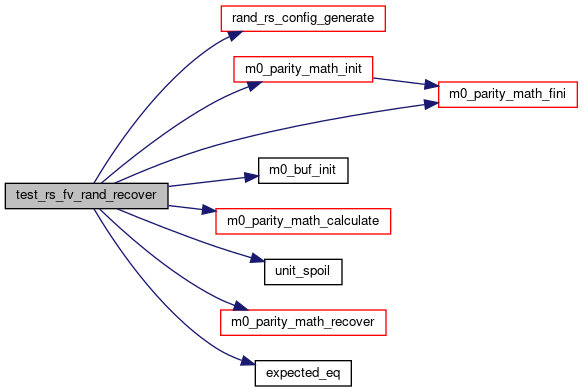 rand_rs_config_generate
m0_parity_math_init
m0_parity_math_fini
m0_buf_init
test_rs_fv_rand_recover
m0_parity_math_calculate
unit_spoil
m0_parity_math_recover
expected_eq